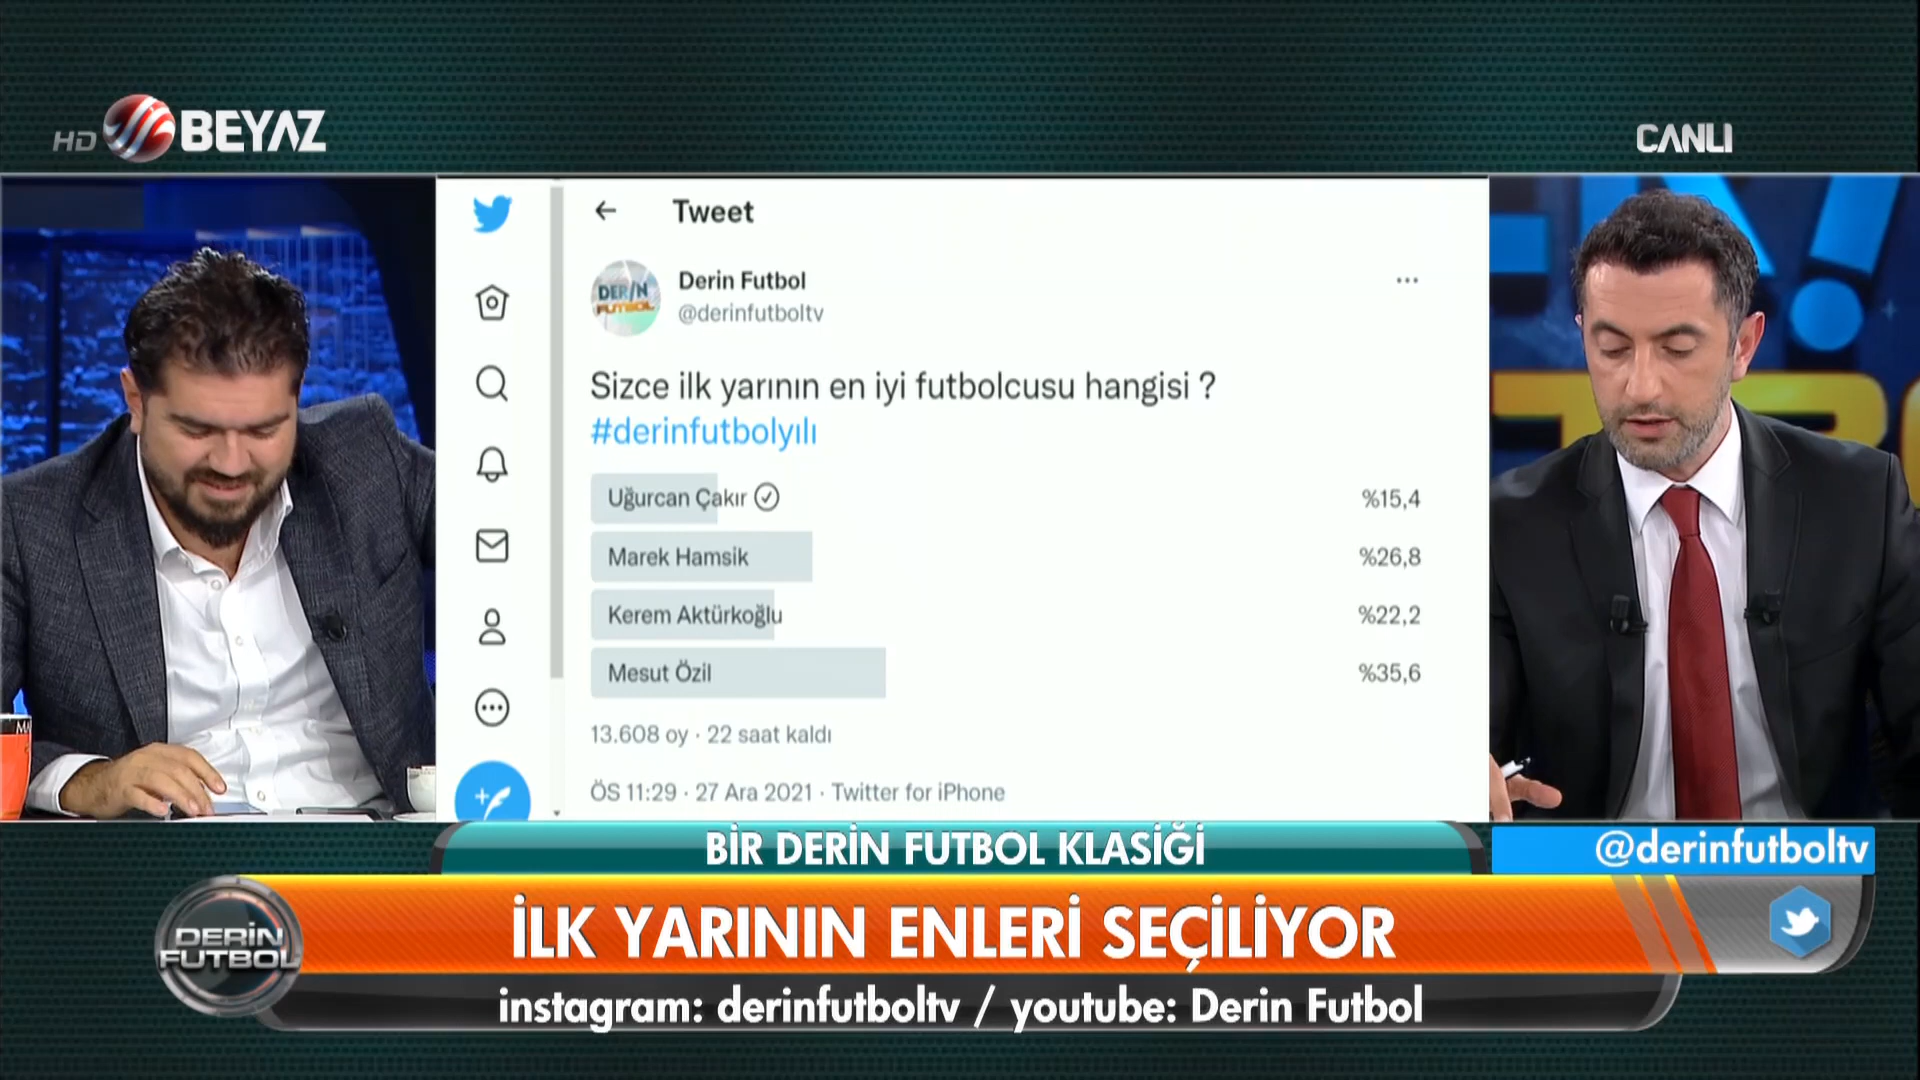 HD BEYAZ
CANLI
Tweet
DERİN
FUTBOL
Derin Futbol
@derinfutboltv
Sizce ilk yarının en iyi futbolcusu hangisi ?
#derinfutbolyılı
Uğurcan Çakır %15,4
Marek Hamsik %26,8
Kerem Aktürkoğlu %22,2
Mesut Özil %35,6
13.608 oy · 22 saat kaldı
ÖS 11:29 · 27 Ara 2021 · Twitter for iPhone
BİR DERİN FUTBOL KLASİĞİ
@derinfutboltv
DERİN
FUTBOL
İLK YARININ ENLERİ SEÇİLİYOR
instagram: derinfutboltv / youtube: Derin Futbol